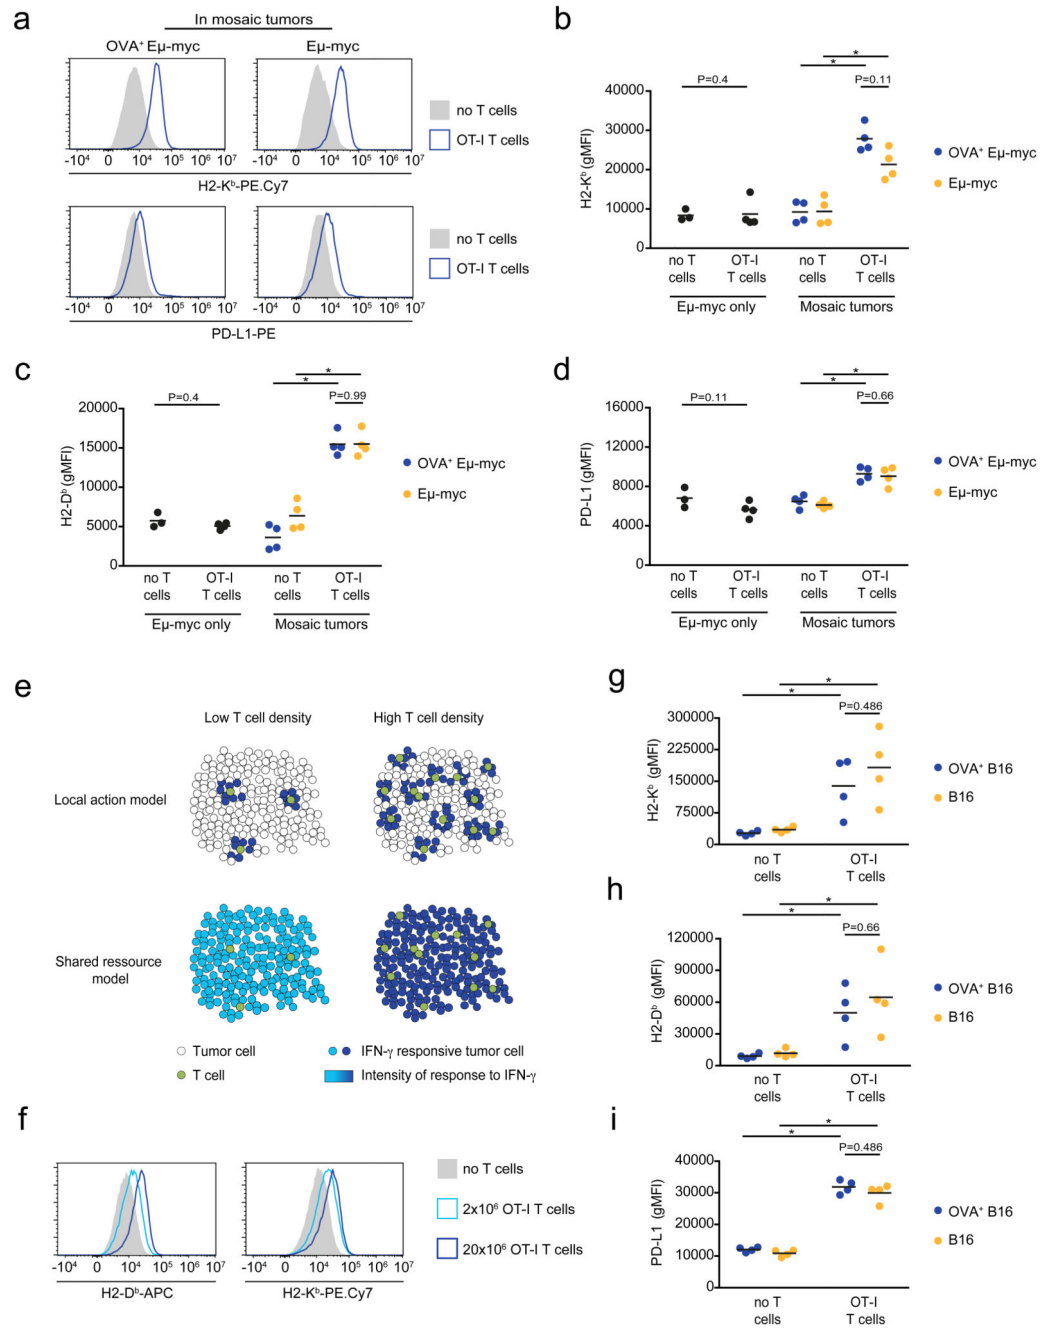 a
In mosaic tumors
OVA⁺ Eµ-myc
Eµ-myc
no T cells
OT-I T cells
-10⁴ 0 10⁴ 10⁵ 10⁶ 10⁷
-10⁴ 0 10⁴ 10⁵ 10⁶ 10⁷
H2-Kᵇ-PE.Cy7
no T cells
OT-I T cells
-10⁴ 0 10⁴ 10⁵ 10⁶ 10⁷
-10⁴ 0 10⁴ 10⁵ 10⁶ 10⁷
PD-L1-PE
b
*
*
P=0.4
P=0.11
40000
30000
20000
10000
0
H2-Kᵇ (gMFI)
OVA⁺ Eµ-myc
Eµ-myc
no T cells
OT-I T cells
no T cells
OT-I T cells
Eµ-myc only
Mosaic tumors
c
*
*
P=0.4
P=0.99
20000
15000
10000
5000
0
H2-Dᵇ (gMFI)
OVA⁺ Eµ-myc
Eµ-myc
no T cells
OT-I T cells
no T cells
OT-I T cells
Eµ-myc only
Mosaic tumors
d
*
*
P=0.11
P=0.66
16000
12000
8000
4000
0
PD-L1 (gMFI)
OVA⁺ Eµ-myc
Eµ-myc
no T cells
OT-I T cells
no T cells
OT-I T cells
Eµ-myc only
Mosaic tumors
e
Low T cell density
High T cell density
Local action model
Shared ressource model
Tumor cell
T cell
IFN-γ responsive tumor cell
Intensity of response to IFN-γ
f
no T cells
2x10⁶ OT-I T cells
20x10⁶ OT-I T cells
-10⁴ 0 10⁴ 10⁵ 10⁶ 10⁷
-10⁴ 0 10⁴ 10⁵ 10⁶ 10⁷
H2-Dᵇ-APC
H2-Kᵇ-PE.Cy7
g
*
*
P=0.486
300000
225000
150000
75000
0
H2-Kᵇ (gMFI)
OVA⁺ B16
B16
no T cells
OT-I T cells
h
*
*
P=0.66
120000
90000
60000
30000
0
H2-Dᵇ (gMFI)
OVA⁺ B16
B16
no T cells
OT-I T cells
i
*
*
P=0.486
40000
30000
20000
10000
0
PD-L1 (gMFI)
OVA⁺ B16
B16
no T cells
OT-I T cells